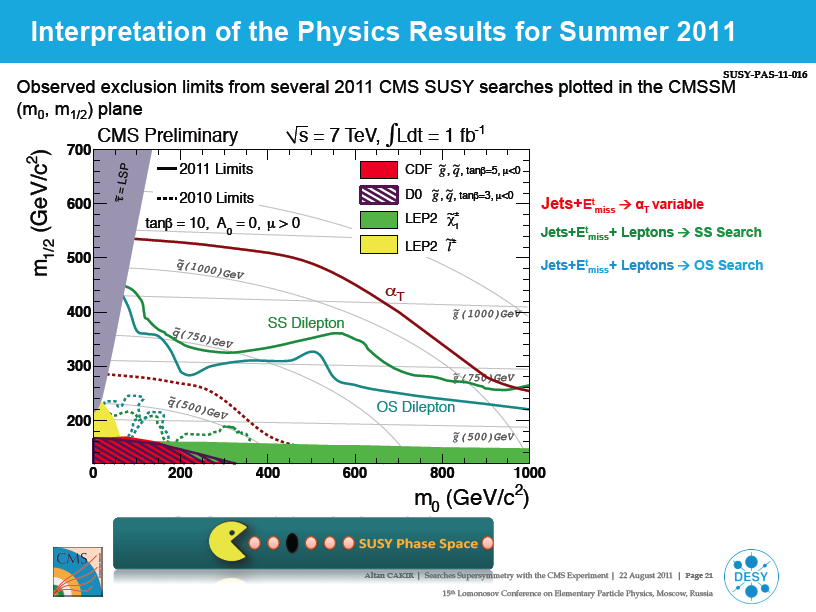 Interpretation of the Physics Results for Summer 2011
SUSY-PAS-11-016
Observed exclusion limits from several 2011 CMS SUSY searches plotted in the CMSSM
(m₀, m₁/₂) plane
CMS Preliminary √s = 7 TeV, ∫Ldt = 1 fb⁻¹
m₁/₂ (GeV/c²)
700
600
500
400
300
200
τ̃ = LSP
2011 Limits
2010 Limits
tanβ = 10, A₀ = 0, μ > 0
CDF g̃, q̃, tanβ=5, μ<0
D0 g̃, q̃, tanβ=3, μ<0
LEP2 χ̃₁±
LEP2 l̃±
q̃(1000)GeV
αT
g̃(1000)GeV
SS Dilepton
q̃(750)GeV
g̃(750)GeV
OS Dilepton
q̃(500)GeV
g̃(500)GeV
0 200 400 600 800 1000
m₀ (GeV/c²)
Jets+Eᵗmiss → αT variable
Jets+Eᵗmiss+ Leptons → SS Search
Jets+Eᵗmiss+ Leptons → OS Search
SUSY Phase Space
CMS
Altan CAKIR | Searches Supersymmetry with the CMS Experiment | 22 August 2011 | Page 21
15th Lomonosov Conference on Elementary Particle Physics, Moscow, Russia
DESY